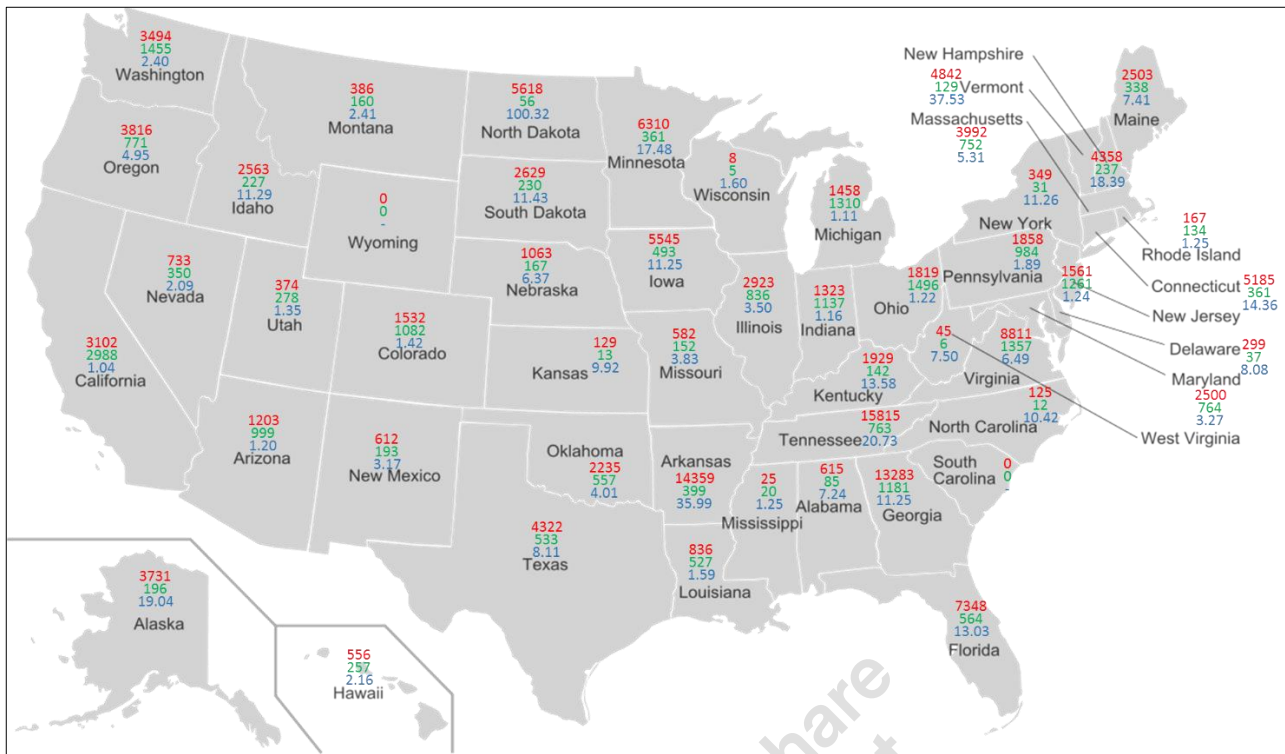 3494
1455
2.40
Washington
3816
771
4.95
Oregon
2563
227
11.29
Idaho
386
160
2.41
Montana
5618
56
100.32
North Dakota
2629
230
11.43
South Dakota
0
0
-
Wyoming
6310
361
17.48
Minnesota
8
5
1.60
Wisconsin
1458
1310
1.11
Michigan
New Hampshire
4842
129
37.53
Vermont
Massachusetts
3992
752
5.31
2503
338
7.41
Maine
4358
237
18.39
349
31
11.26
New York
167
134
1.25
Rhode Island
1858
984
1.89
Pennsylvania
Connecticut
5185
361
14.36
1561
1261
1.24
New Jersey
Delaware
299
37
8.08
Maryland
2500
764
3.27
West Virginia
733
350
2.09
Nevada
374
278
1.35
Utah
1532
1082
1.42
Colorado
1063
167
6.37
Nebraska
5545
493
11.25
Iowa
2923
836
3.50
Illinois
1323
1137
1.16
Indiana
1819
1496
1.22
Ohio
45
6
7.50
8811
1357
6.49
Virginia
3102
2988
1.04
California
129
13
9.92
Kansas
582
152
3.83
Missouri
1929
142
13.58
Kentucky
125
12
10.42
North Carolina
15815
763
20.73
Tennessee
1203
999
1.20
Arizona
612
193
3.17
New Mexico
Oklahoma
2235
557
4.01
Arkansas
14359
399
35.99
25
20
1.25
Mississippi
615
85
7.24
Alabama
13283
1181
11.25
Georgia
South
Carolina
0
0
-
4322
533
8.11
Texas
836
527
1.59
Louisiana
7348
564
13.03
Florida
3731
196
19.04
Alaska
556
257
2.16
Hawaii